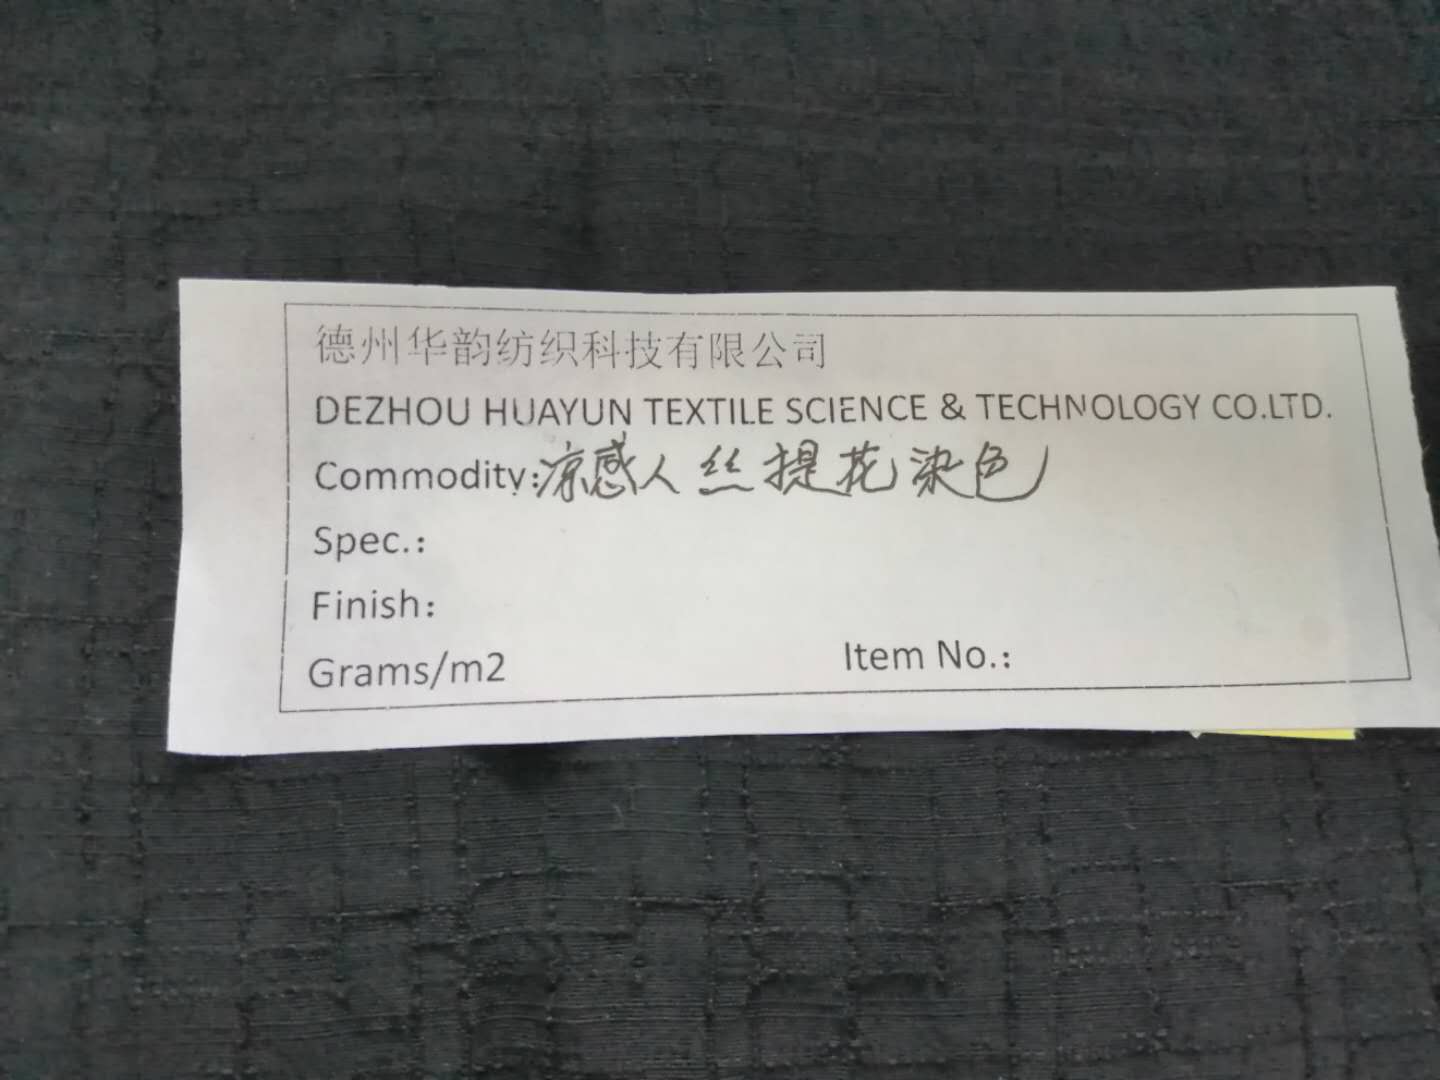 德州华韵纺织科技有限公司
DEZHOU HUAYUN TEXTILE SCIENCE & TECHNOLOGY CO.LTD.
Commodity:凉感人丝提花染色
Spec.:
Finish:
Grams/m2 Item No.: